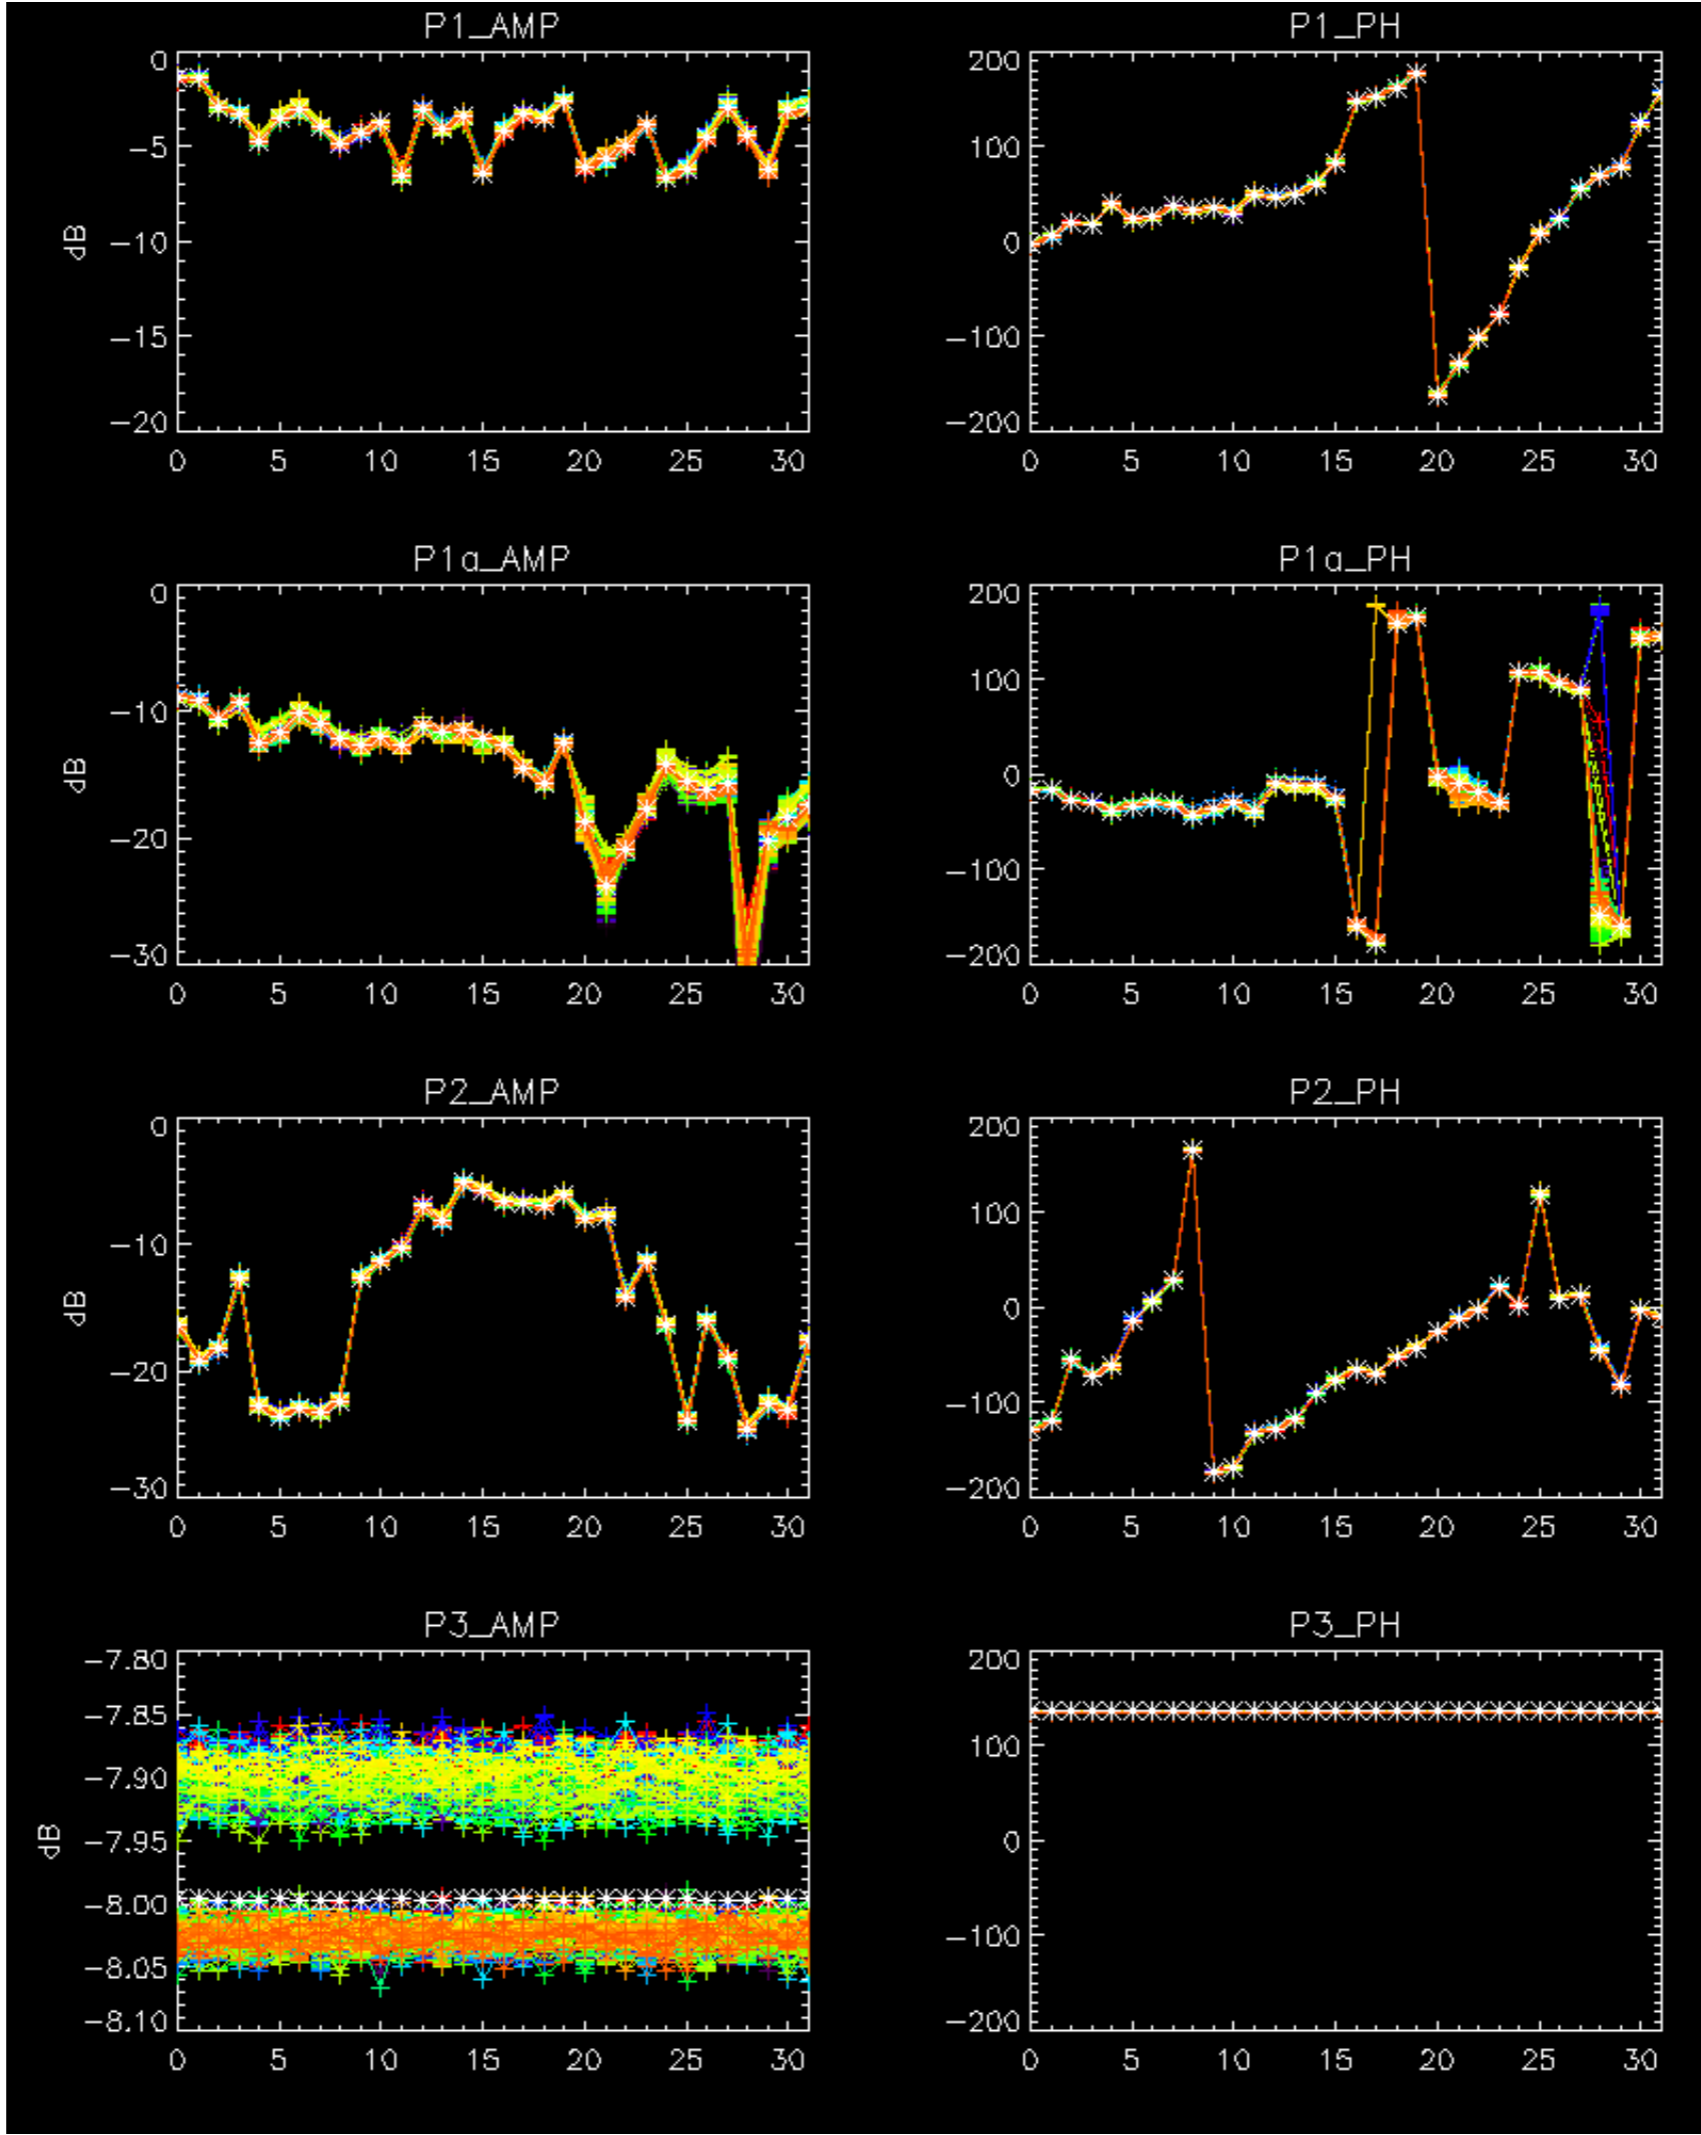 P1_AMP P1_PH
0 200
-5 100
dB -10 0
-15 -100
-20 -200
0 5 10 15 20 25 30 0 5 10 15 20 25 30
P1a_AMP P1a_PH
0 200
-10 100
dB 0
-20 -100
-30 -200
0 5 10 15 20 25 30 0 5 10 15 20 25 30
P2_AMP P2_PH
0 200
-10 100
dB 0
-20 -100
-30 -200
0 5 10 15 20 25 30 0 5 10 15 20 25 30
P3_AMP P3_PH
-7.80 200
-7.85 100
-7.90
dB -7.95 0
-8.00 -100
-8.05
-8.10 -200
0 5 10 15 20 25 30 0 5 10 15 20 25 30